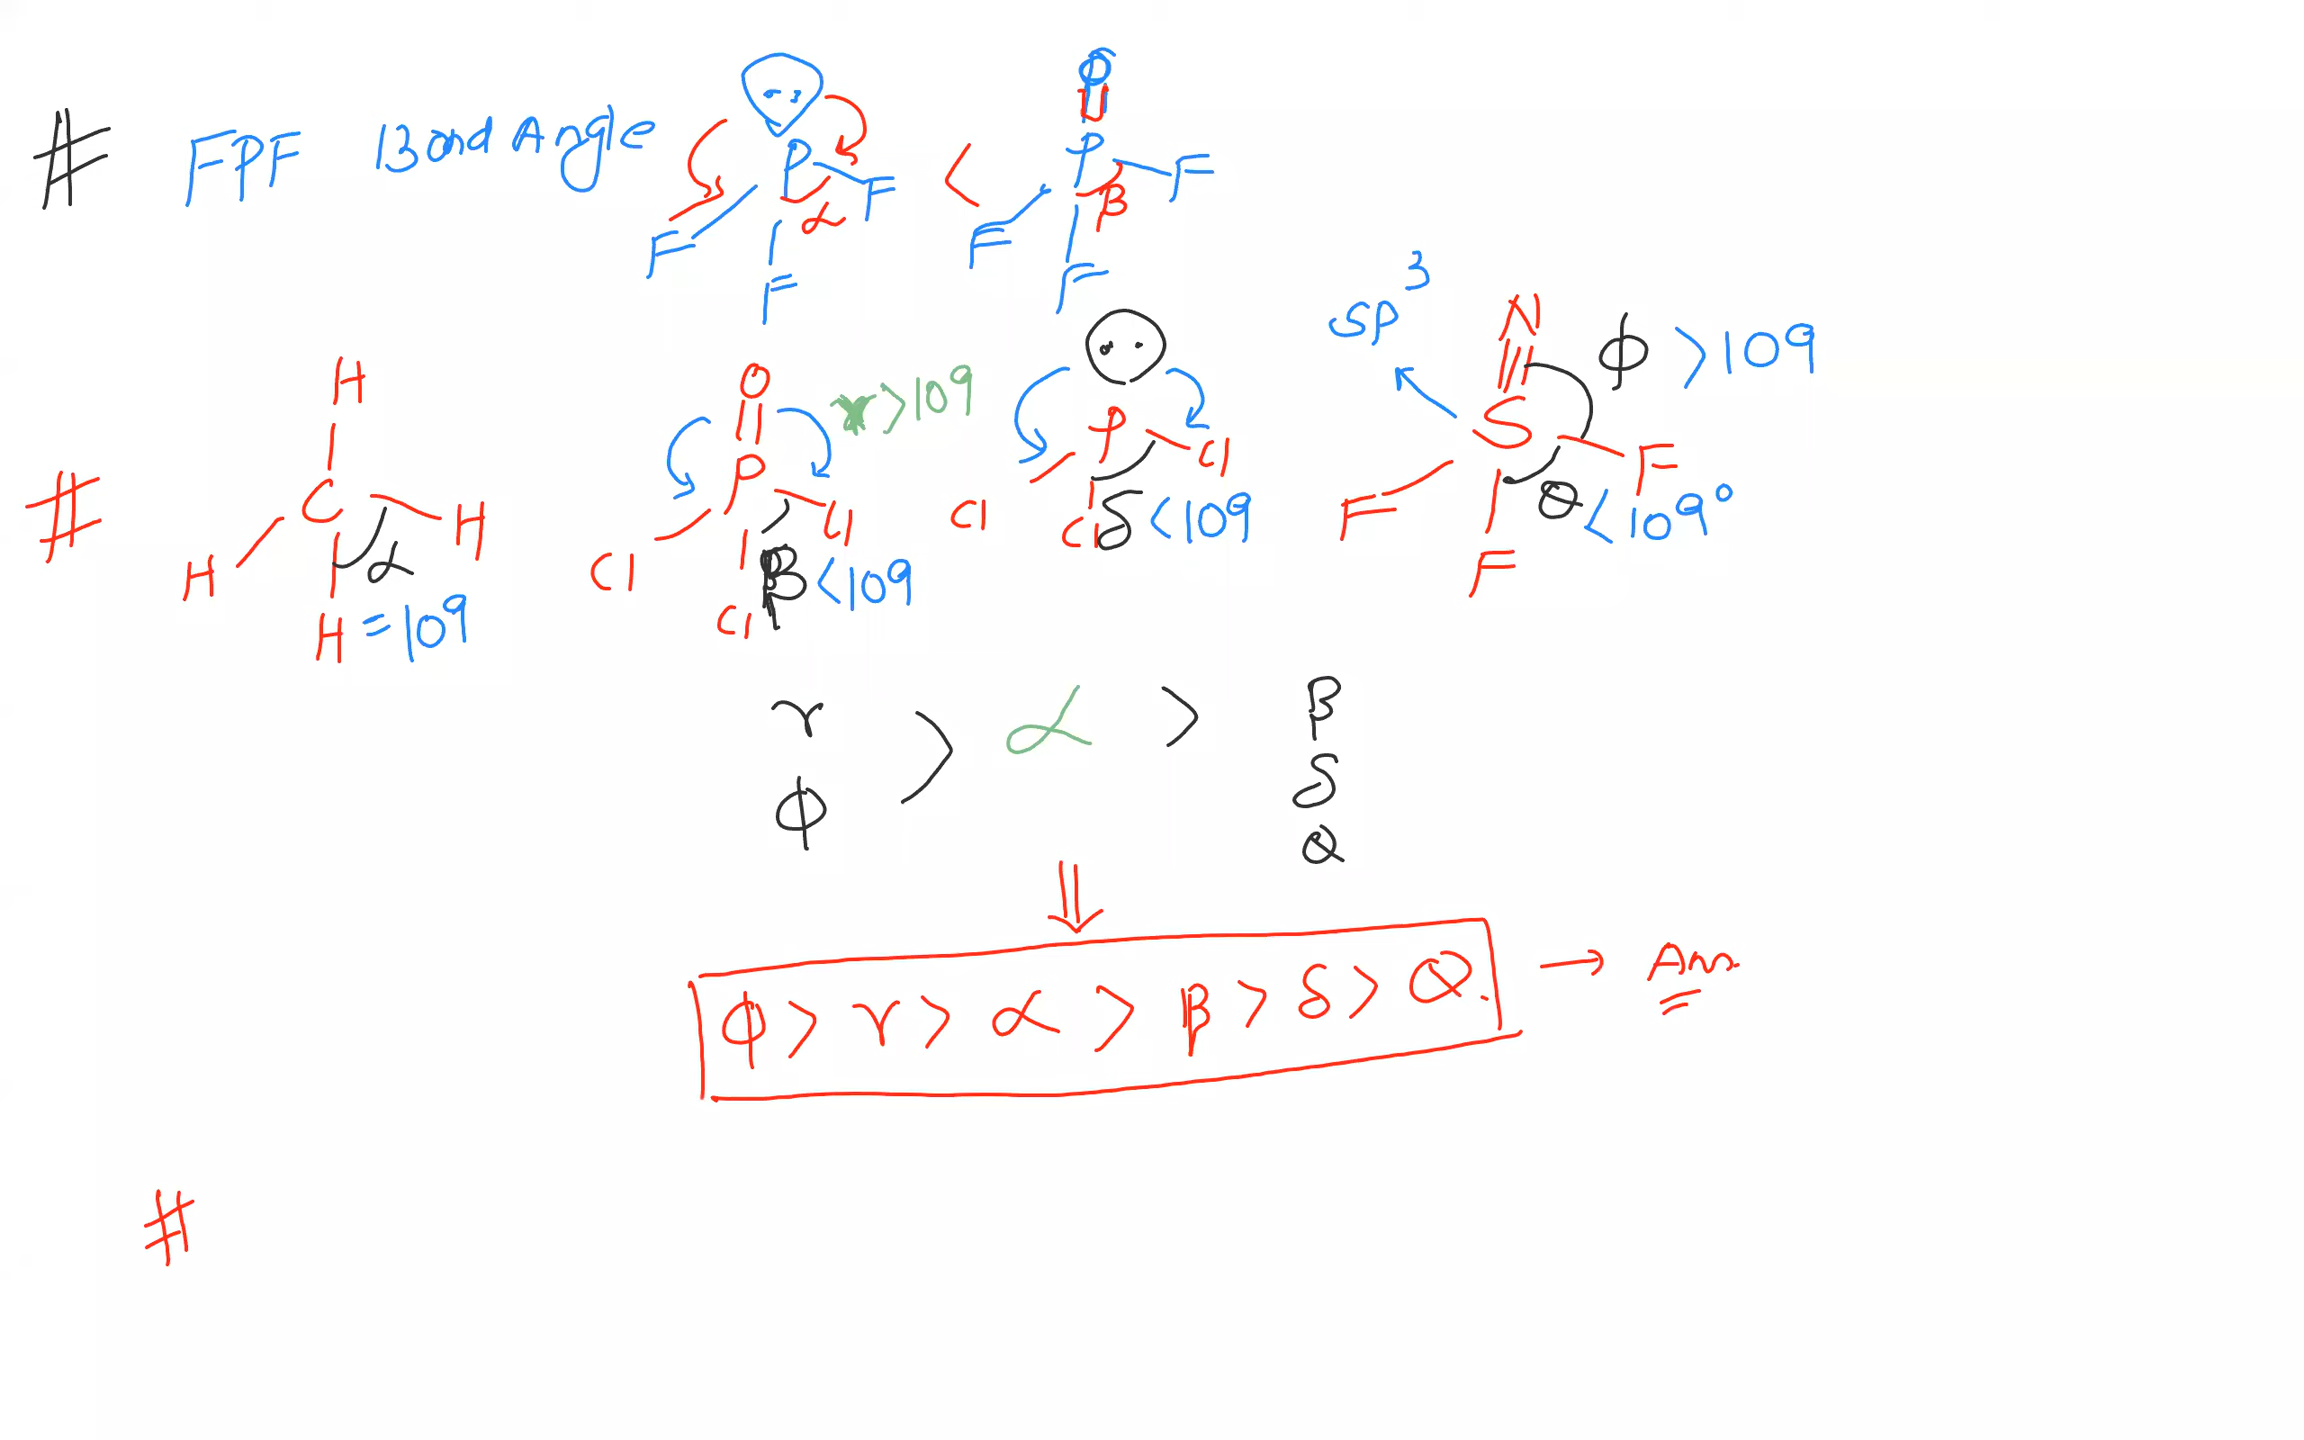 # FPF Bond Angle
P F F F α
<
O P F F F β
#
H C H H H α = 109
O P Cl Cl Cl γ > 109 β < 109
P Cl Cl Cl δ < 109
sp³
N S F F F ϕ > 109 θ < 109°
γ ϕ > α > β δ θ
⇓
ϕ > γ > α > β > δ > θ. → Ans.
#